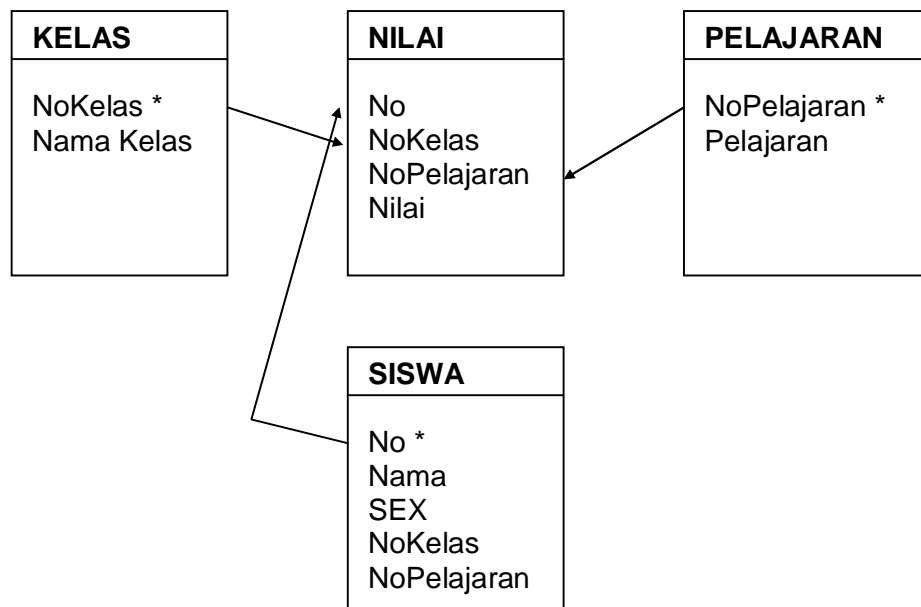 KELAS
NoKelas *
Nama Kelas
NILAI
No
NoKelas
NoPelajaran
Nilai
PELAJARAN
NoPelajaran *
Pelajaran
SISWA
No *
Nama
SEX
NoKelas
NoPelajaran